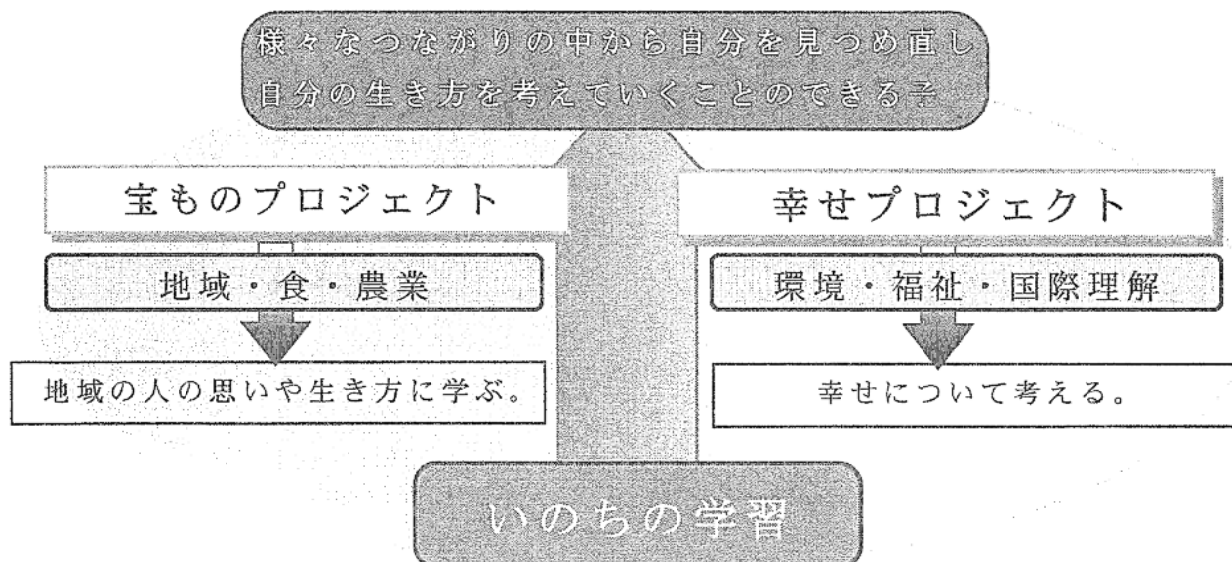 様々なつながりの中から自分を見つめ直し
自分の生き方を考えていくことのできる子
宝ものプロジェクト
地域・食・農業
地域の人の思いや生き方に学ぶ。
幸せプロジェクト
環境・福祉・国際理解
幸せについて考える。
いのちの学習